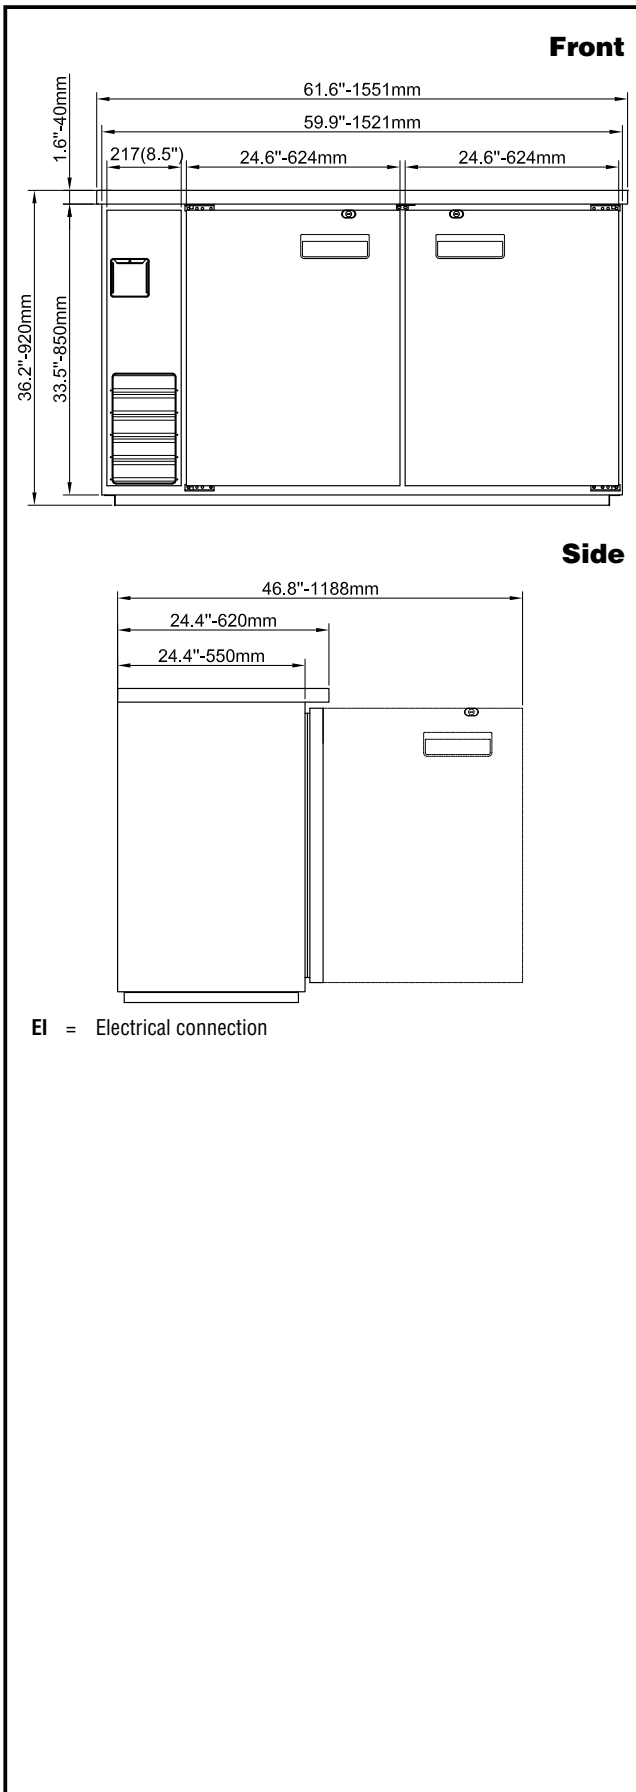 Front
61.6"-1551mm
59.9"-1521mm
217(8.5") 24.6"-624mm 24.6"-624mm
1.6"-40mm
36.2"-920mm
33.5"-850mm
Side
46.8"-1188mm
24.4"-620mm
24.4"-550mm
EI = Electrical connection